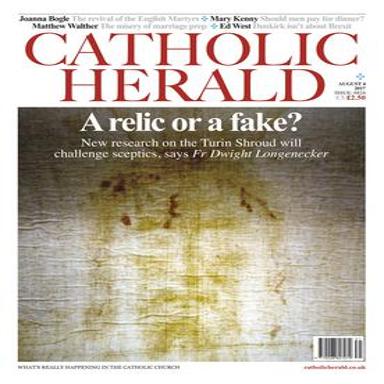 Joanna Bogle The revival of the English Martyrs ✣ Mary Kenny Should men pay for dinner?
Matthew Walther The misery of marriage prep ✣ Ed West Dunkirk isn't about Brexit
CATHOLIC
HERALD
AUGUST 4
2017
£2.50
A relic or a fake?
New research on the Turin Shroud will
challenge sceptics, says Fr Dwight Longenecker
WHAT'S REALLY HAPPENING IN THE CATHOLIC CHURCH
catholicherald.co.uk